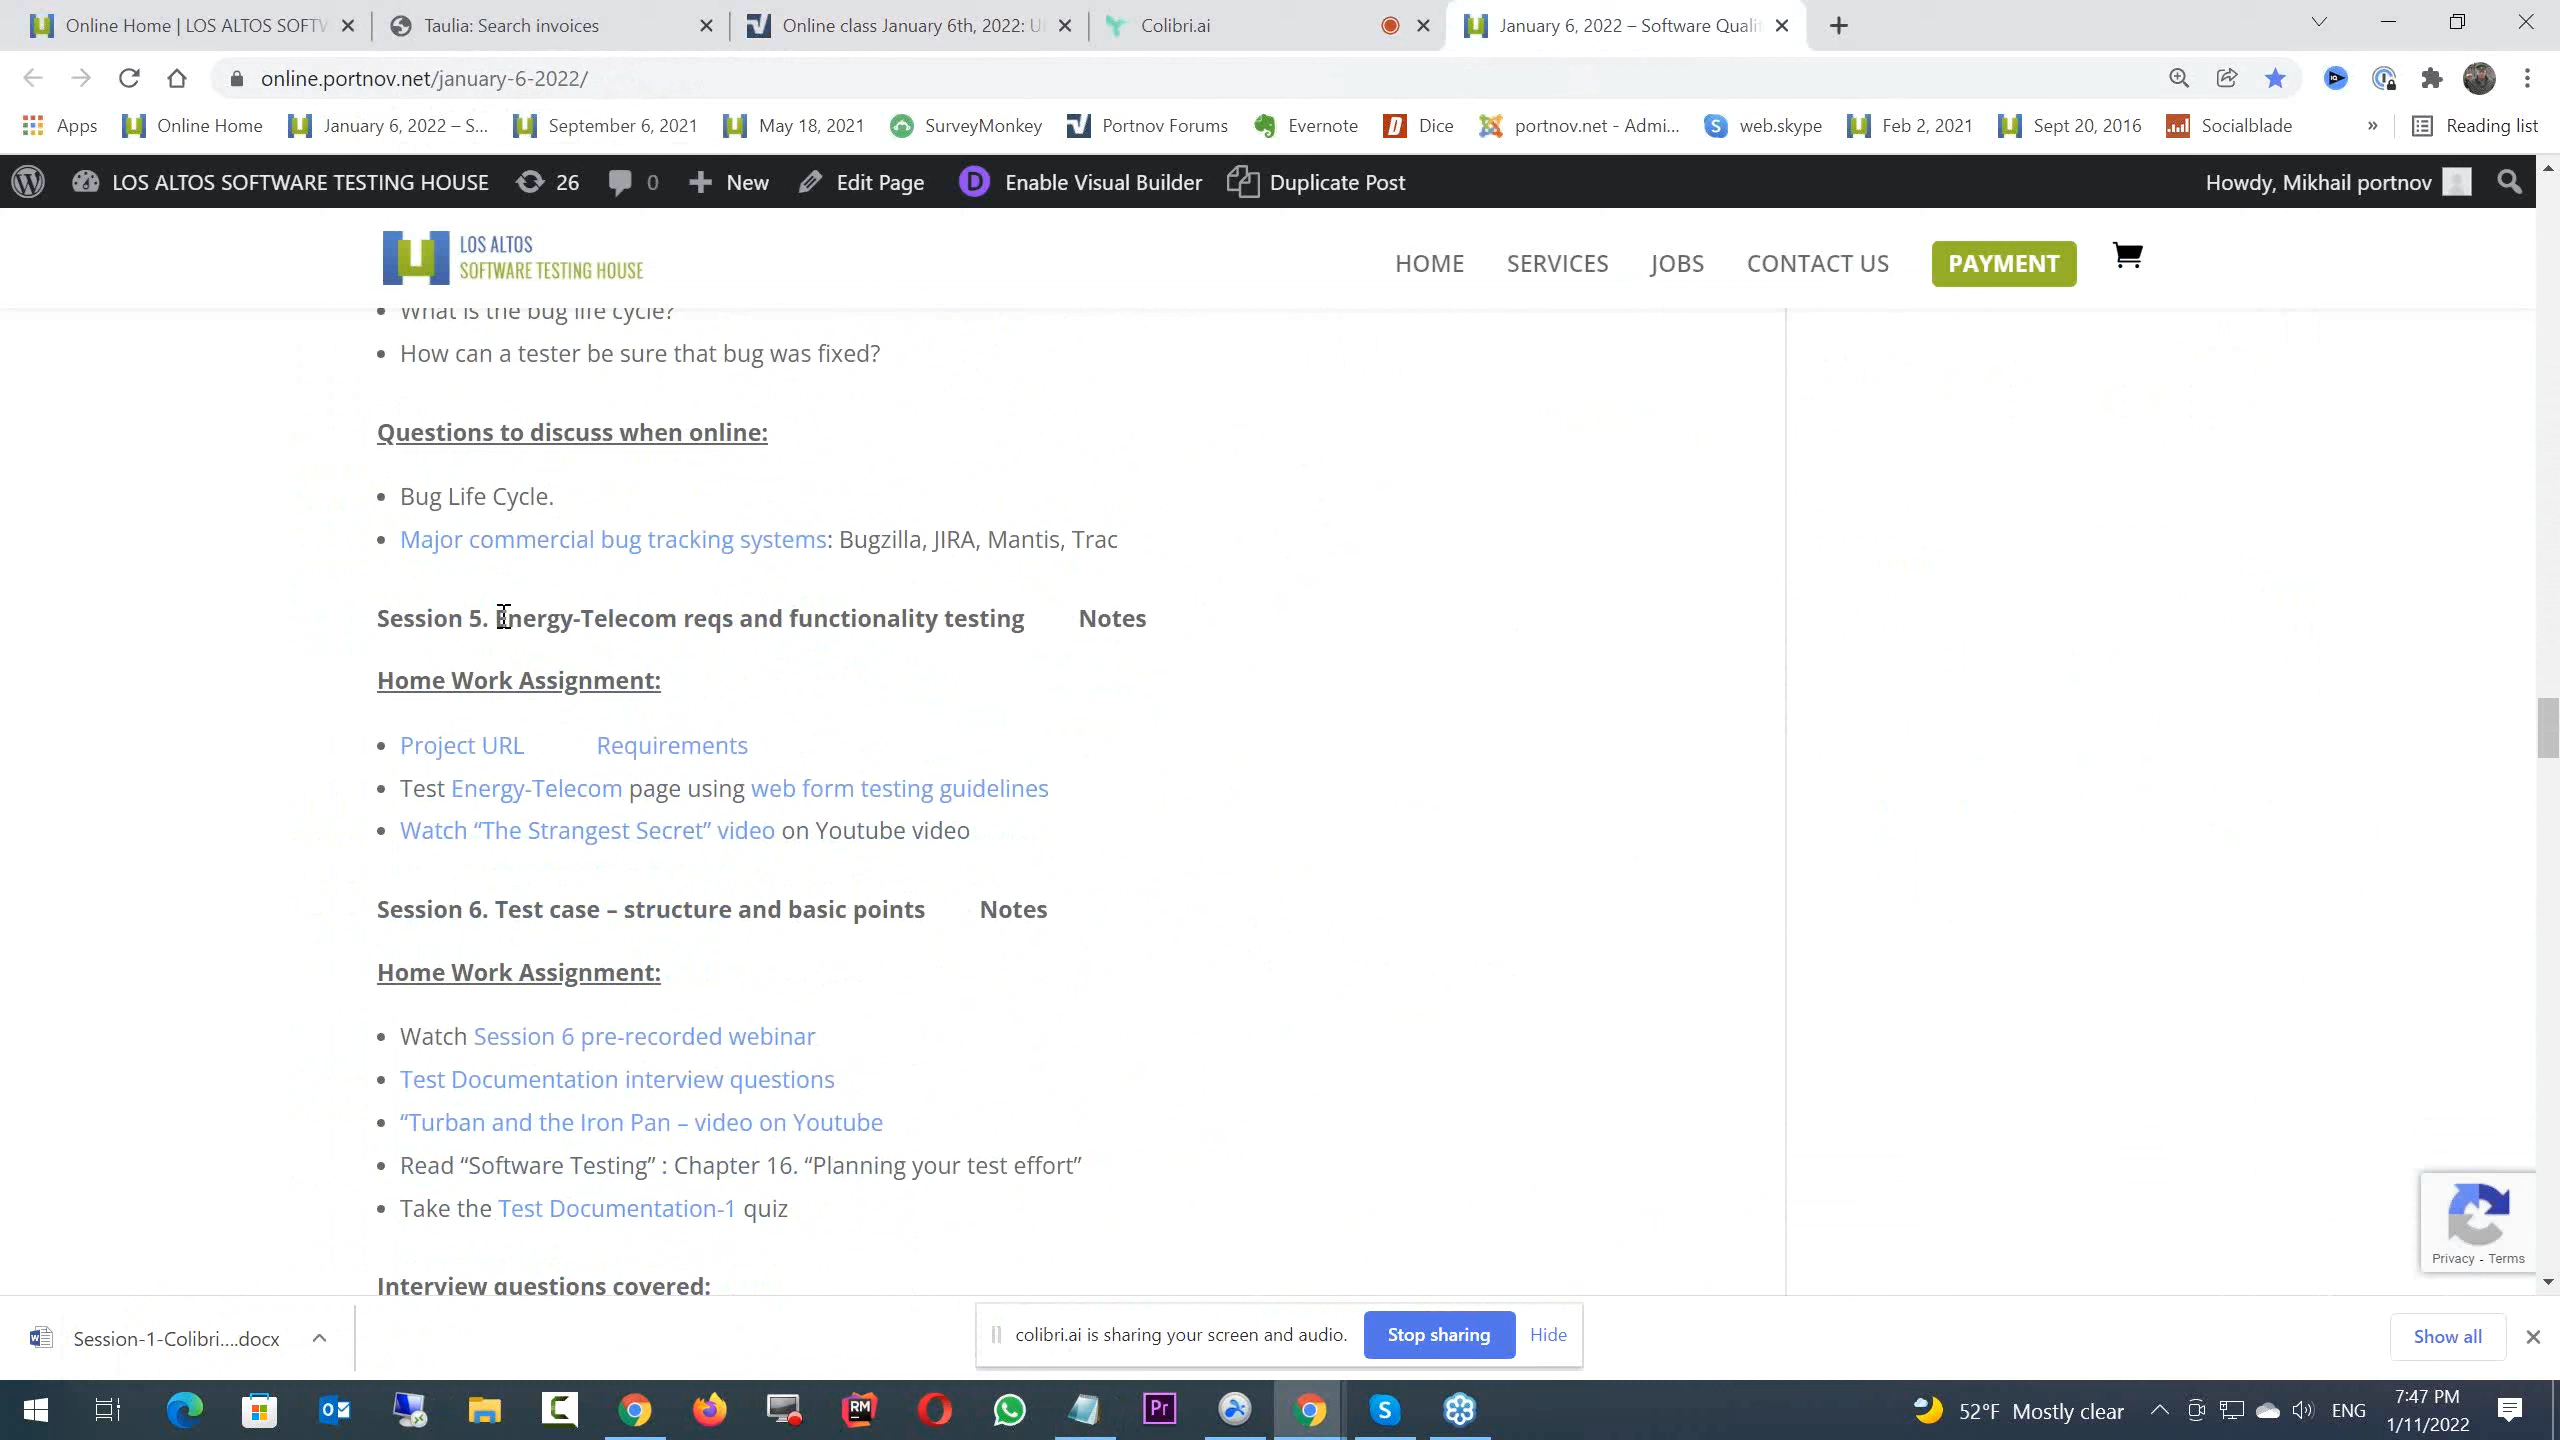 Online Home | LOS ALTOS SOFTW
Taulia: Search invoices
Online class January 6th, 2022: U
Colibri.ai
January 6, 2022 – Software Quali
online.portnov.net/january-6-2022/
Apps
Online Home
January 6, 2022 – S...
September 6, 2021
May 18, 2021
SurveyMonkey
Portnov Forums
Evernote
Dice
portnov.net - Admi...
web.skype
Feb 2, 2021
Sept 20, 2016
Socialblade
»
Reading list
LOS ALTOS SOFTWARE TESTING HOUSE
26
0
New
Edit Page
Enable Visual Builder
Duplicate Post
Howdy, Mikhail portnov
LOS ALTOS
SOFTWARE TESTING HOUSE
HOME
SERVICES
JOBS
CONTACT US
PAYMENT
• What is the bug life cycle?
• How can a tester be sure that bug was fixed?
Questions to discuss when online:
• Bug Life Cycle.
• Major commercial bug tracking systems: Bugzilla, JIRA, Mantis, Trac
Session 5. Energy-Telecom reqs and functionality testing Notes
Home Work Assignment:
• Project URL Requirements
• Test Energy-Telecom page using web form testing guidelines
• Watch “The Strangest Secret” video on Youtube video
Session 6. Test case – structure and basic points Notes
Home Work Assignment:
• Watch Session 6 pre-recorded webinar
• Test Documentation interview questions
• “Turban and the Iron Pan – video on Youtube
• Read “Software Testing” : Chapter 16. “Planning your test effort”
• Take the Test Documentation-1 quiz
Interview questions covered:
Privacy - Terms
Session-1-Colibri....docx
colibri.ai is sharing your screen and audio.
Stop sharing
Hide
Show all
52°F Mostly clear
ENG
7:47 PM
1/11/2022